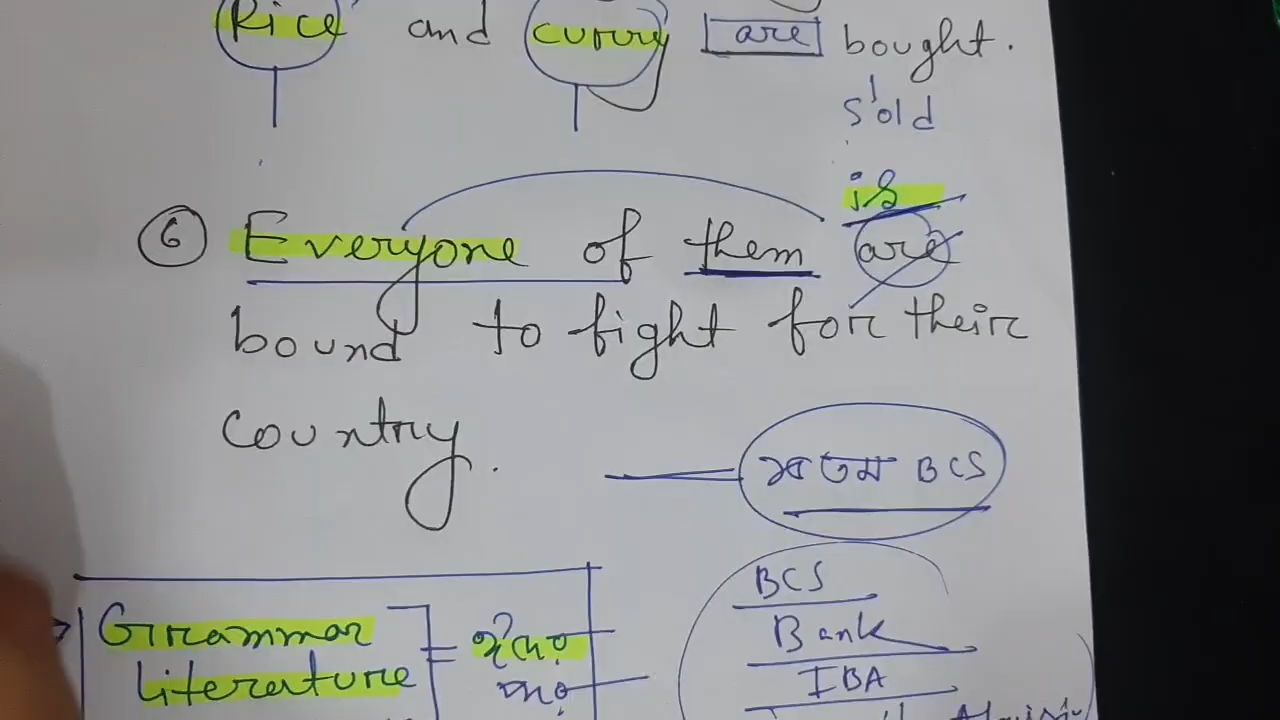 Rice and curry are bought.
sold
is
6 Everyone of them are
bound to fight for their
country.
BCS
BCS
Bank
Grammar
IBA
literature